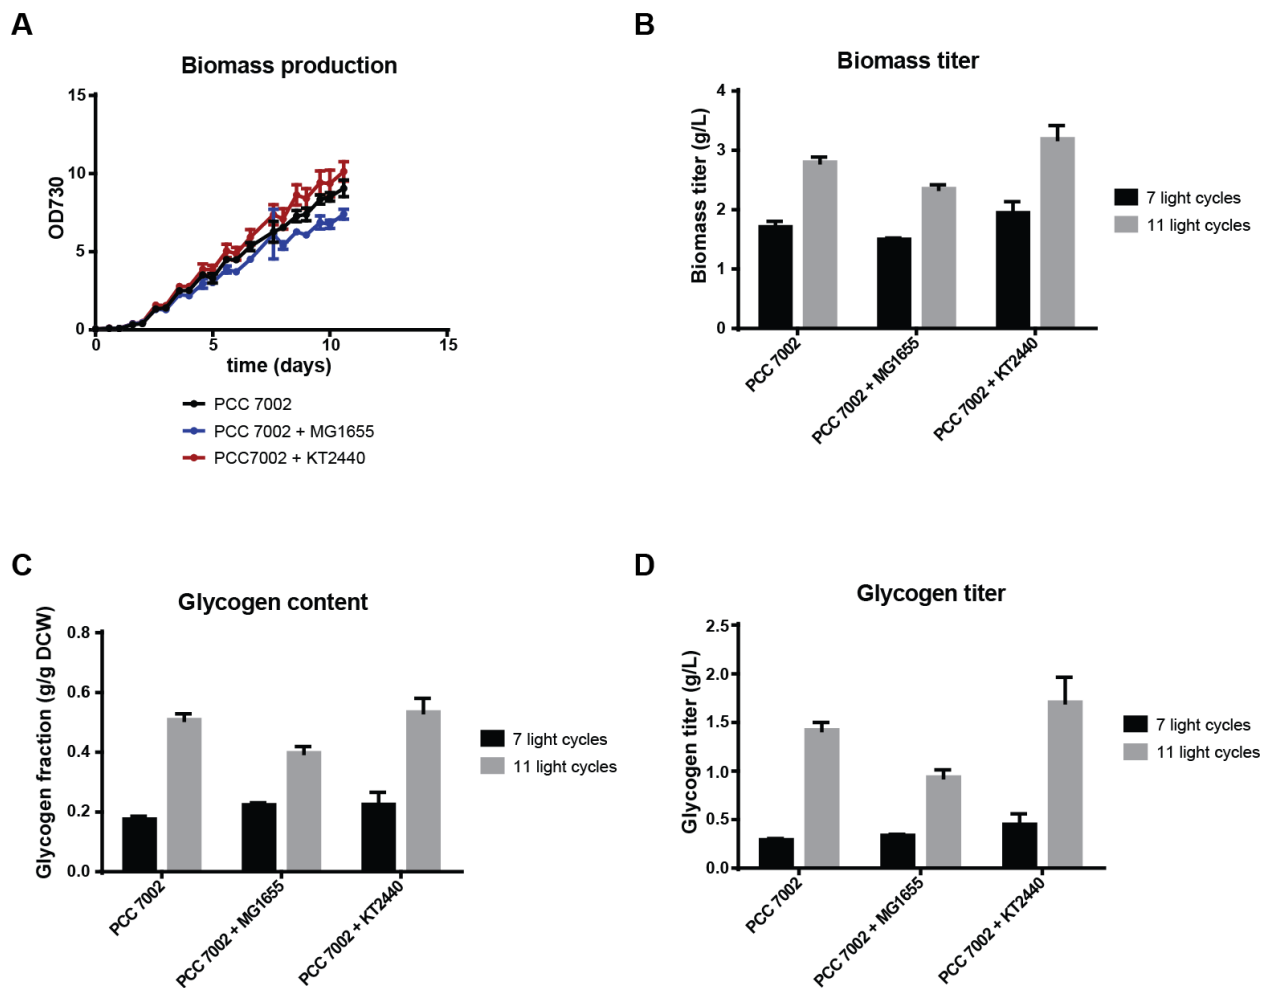 A
Biomass production
15
10
5
0
OD730
0
5
10
15
time (days)
PCC 7002
PCC 7002 + MG1655
PCC7002 + KT2440
B
Biomass titer
4
3
2
1
0
Biomass titer (g/L)
PCC 7002
PCC 7002 + MG1655
PCC 7002 + KT2440
7 light cycles
11 light cycles
C
Glycogen content
0.8
0.6
0.4
0.2
0.0
Glycogen fraction (g/g DCW)
PCC 7002
PCC 7002 + MG1655
PCC 7002 + KT2440
7 light cycles
11 light cycles
D
Glycogen titer
2.5
2.0
1.5
1.0
0.5
0.0
Glycogen titer (g/L)
PCC 7002
PCC 7002 + MG1655
PCC 7002 + KT2440
7 light cycles
11 light cycles